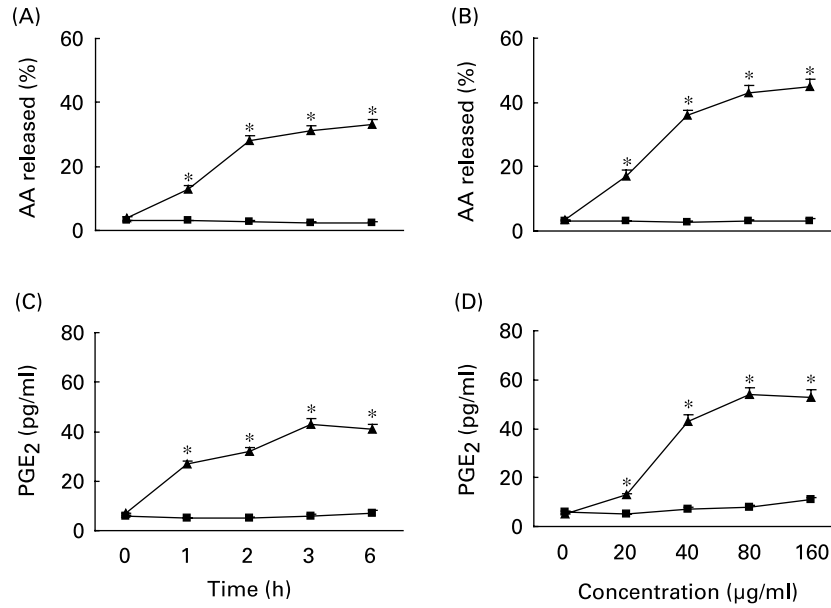 (A)
AA released (%)
60
40
20
0
*
*
*
*
(B)
AA released (%)
60
40
20
0
*
*
*
*
(C)
PGE2 (pg/ml)
80
60
40
20
0
*
*
*
*
0 1 2 3 6
Time (h)
(D)
PGE2 (pg/ml)
80
60
40
20
0
*
*
*
*
0 20 40 80 160
Concentration (µg/ml)